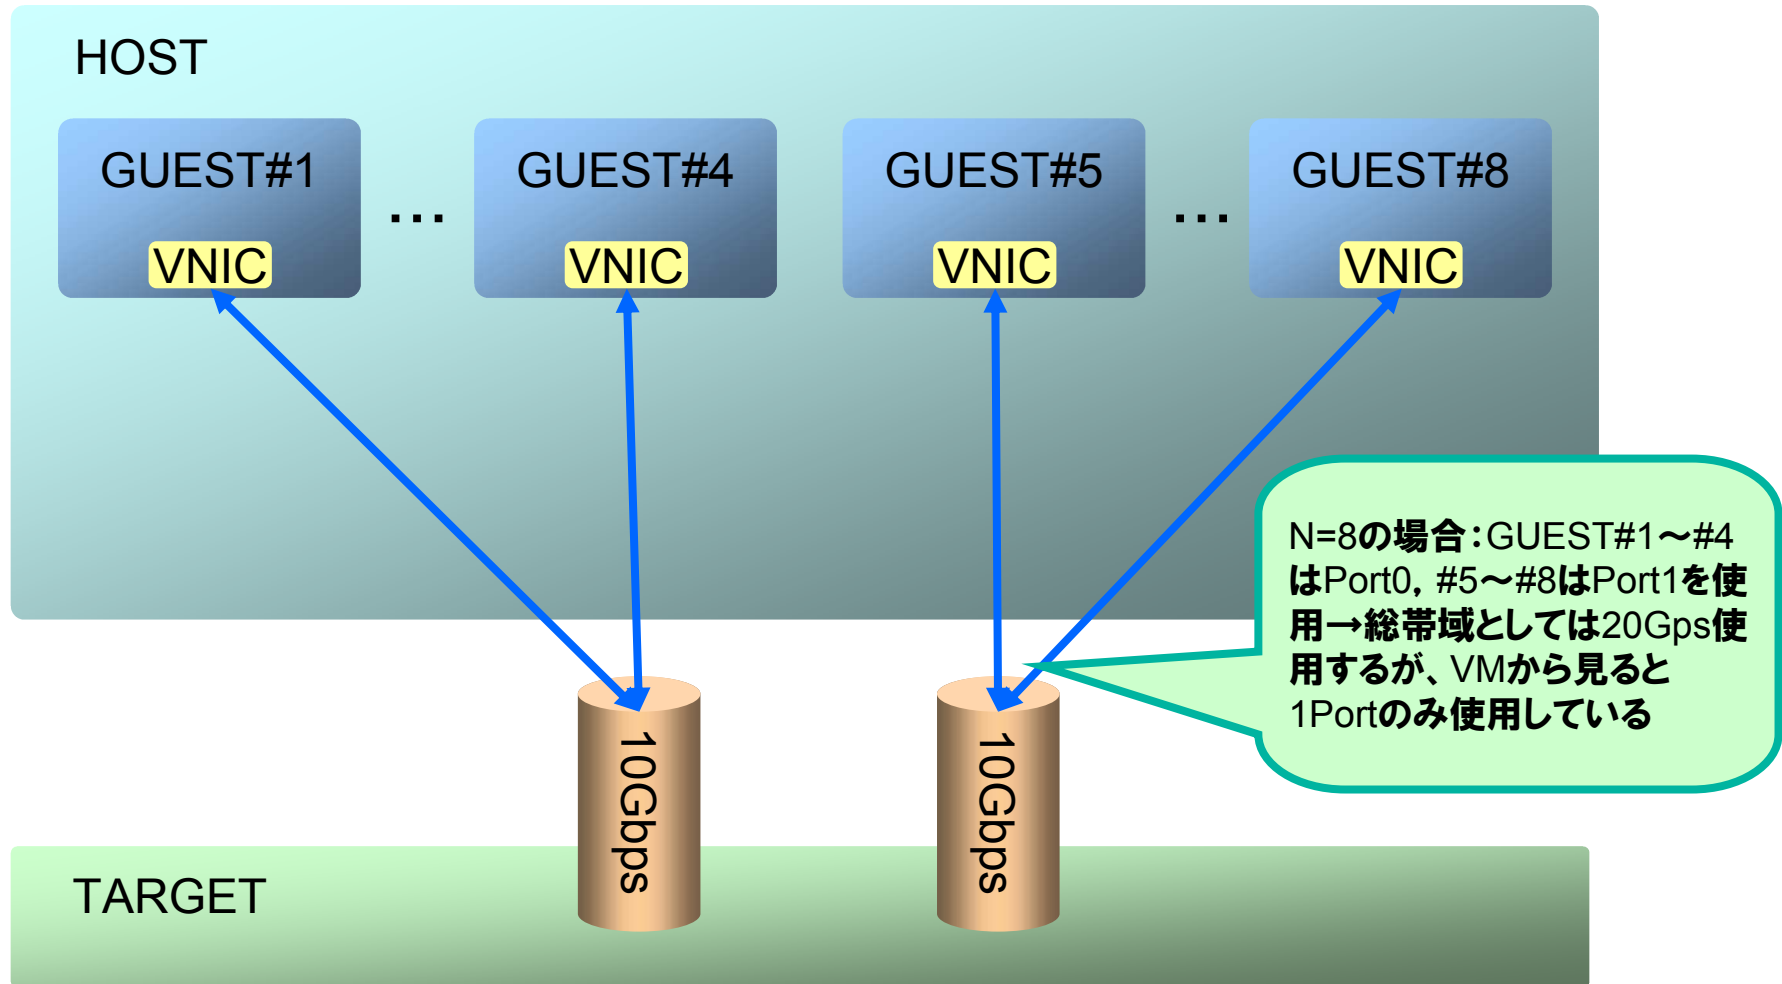 HOST
GUEST#1
GUEST#4
GUEST#5
GUEST#8
…
…
VNIC
VNIC
VNIC
VNIC
N=8の場合：GUEST#1～#4
はPort0, #5～#8はPort1を使
用→総帯域としては20Gps使
用するが、VMから見ると
1Portのみ使用している
10Gbps
10Gbps
TARGET